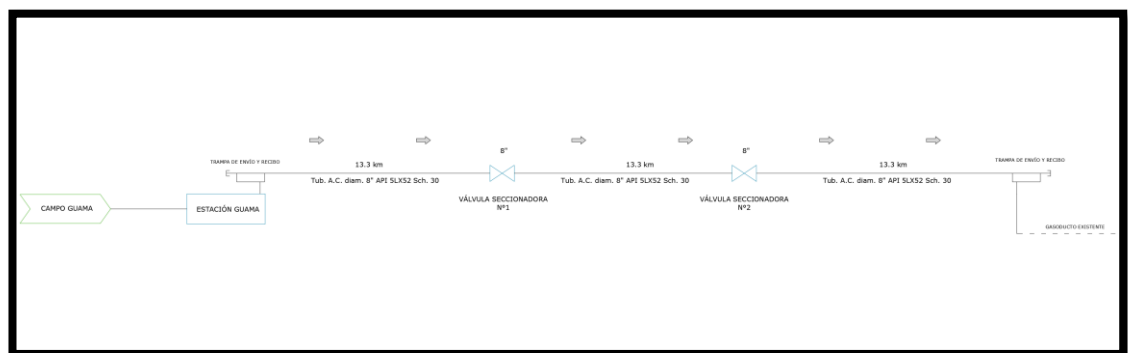 8"
8"
TRAMPA DE ENVÍO Y RECIBO
13.3 km
13.3 km
13.3 km
TRAMPA DE ENVÍO Y RECIBO
Tub. A.C. diam. 8" API 5LX52 Sch. 30
Tub. A.C. diam. 8" API 5LX52 Sch. 30
Tub. A.C. diam. 8" API 5LX52 Sch. 30
VÁLVULA SECCIONADORA
Nº1
VÁLVULA SECCIONADORA
Nº2
CAMPO GUAMA
ESTACIÓN GUAMA
GASODUCTO EXISTENTE